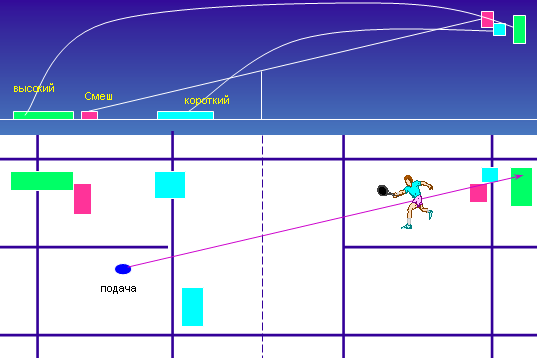 высокий
Смеш
короткий
подача